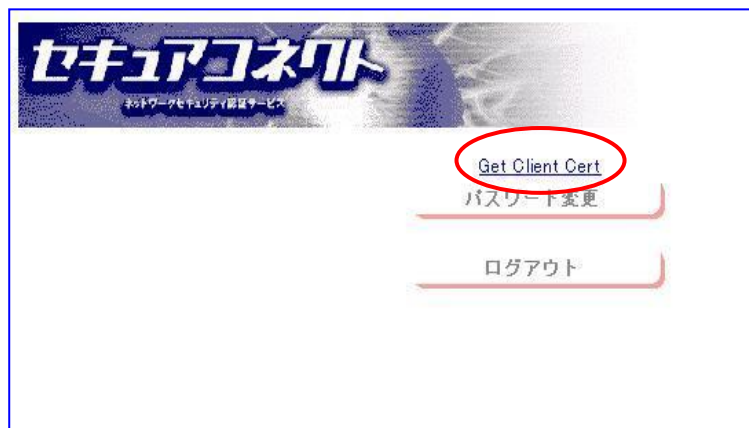 セキュアコネクト
ネットワークセキュリティ認証サービス
Get Client Cert
パスワード変更
ログアウト